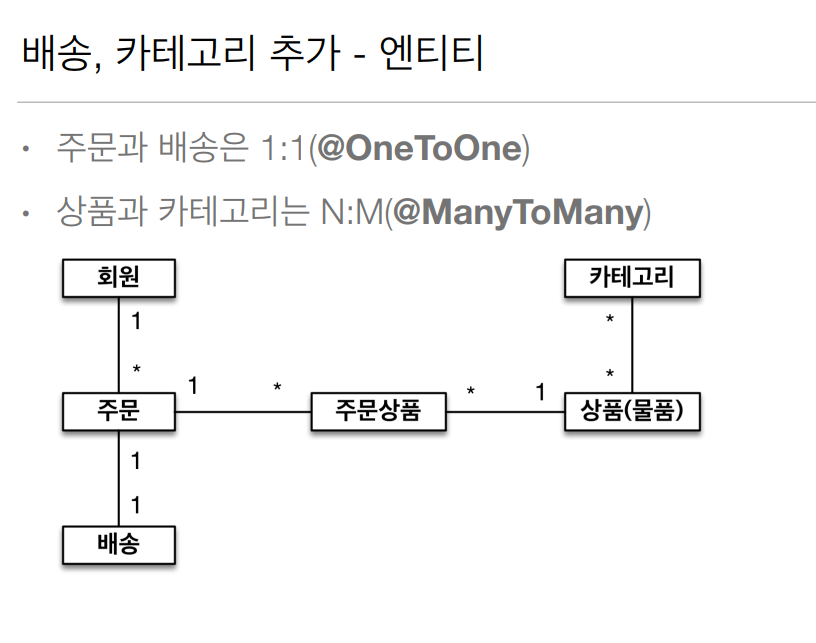 배송, 카테고리 추가 - 엔티티
• 주문과 배송은 1:1(@OneToOne)
• 상품과 카테고리는 N:M(@ManyToMany)
회원 카테고리
1 *
* *
1 * * 1
주문 주문상품 상품(물품)
1
1
배송